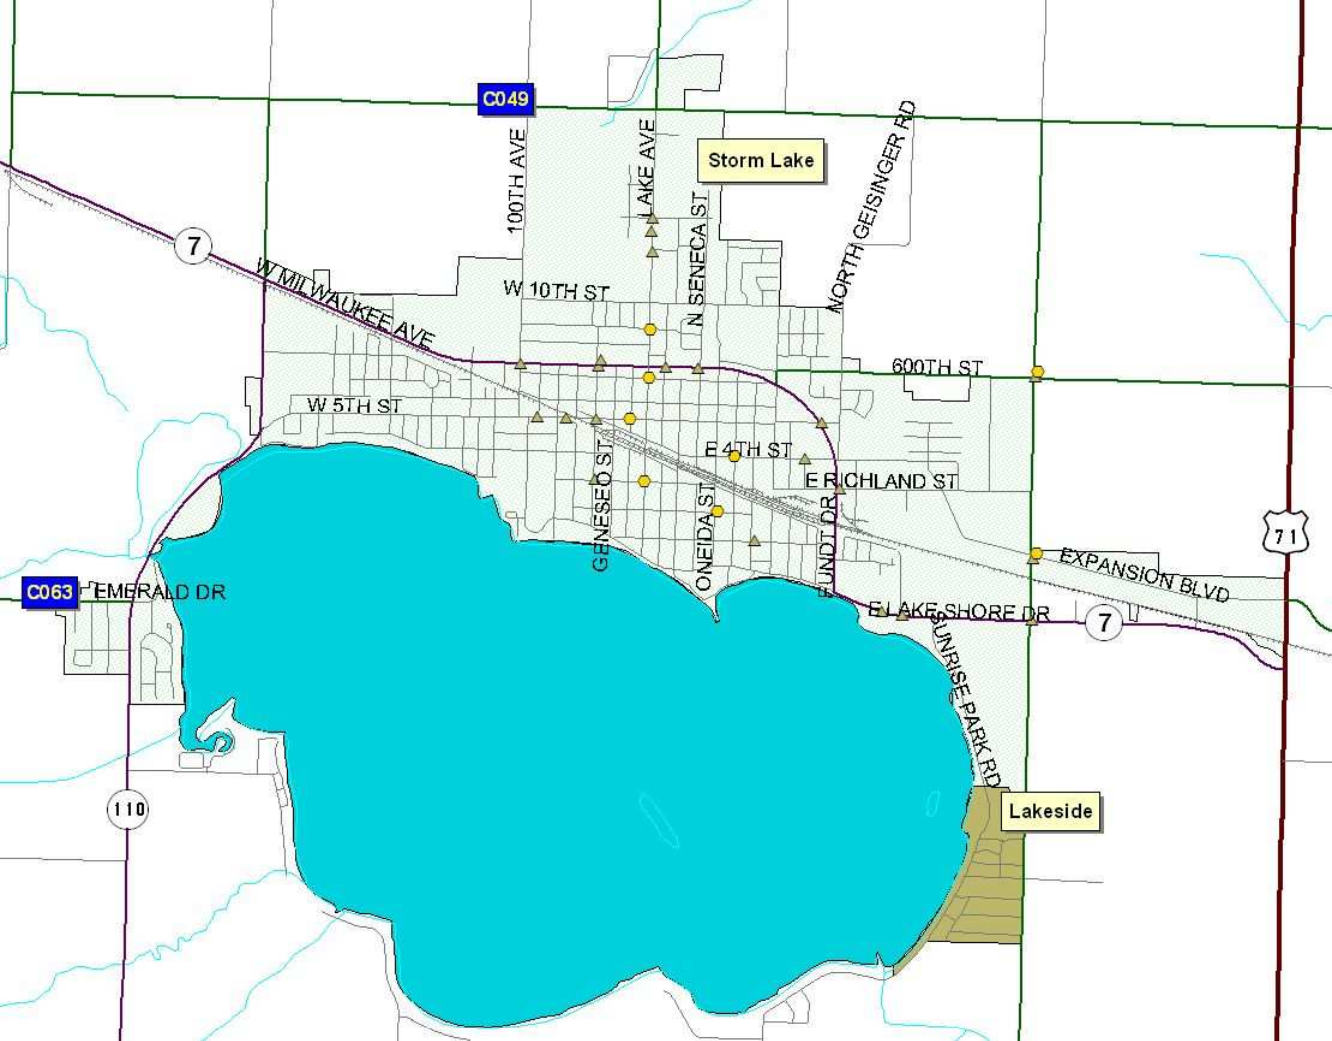 C049
100TH AVE
LAKE AVE
Storm Lake
NORTH GEISINGER RD
N SENECA ST
7
W MILWAUKEE AVE
W 10TH ST
600TH ST
W 5TH ST
E 4TH ST
GENESEO ST
E RICHLAND ST
ONEIDA ST
FLINDT DR
71
EXPANSION BLVD
C063
EMERALD DR
E LAKE SHORE DR
7
SUNRISE PARK RD
110
Lakeside